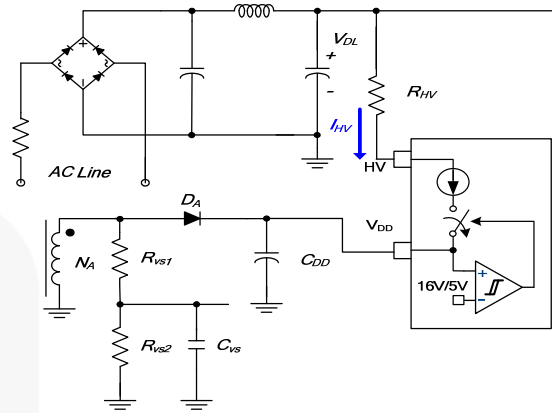 +
-
~
~
V_DL
+
-
R_HV
I_HV
HV
AC Line
D_A
V_DD
N_A
R_vs1
C_DD
16V/5V
+
-
R_vs2
C_vs